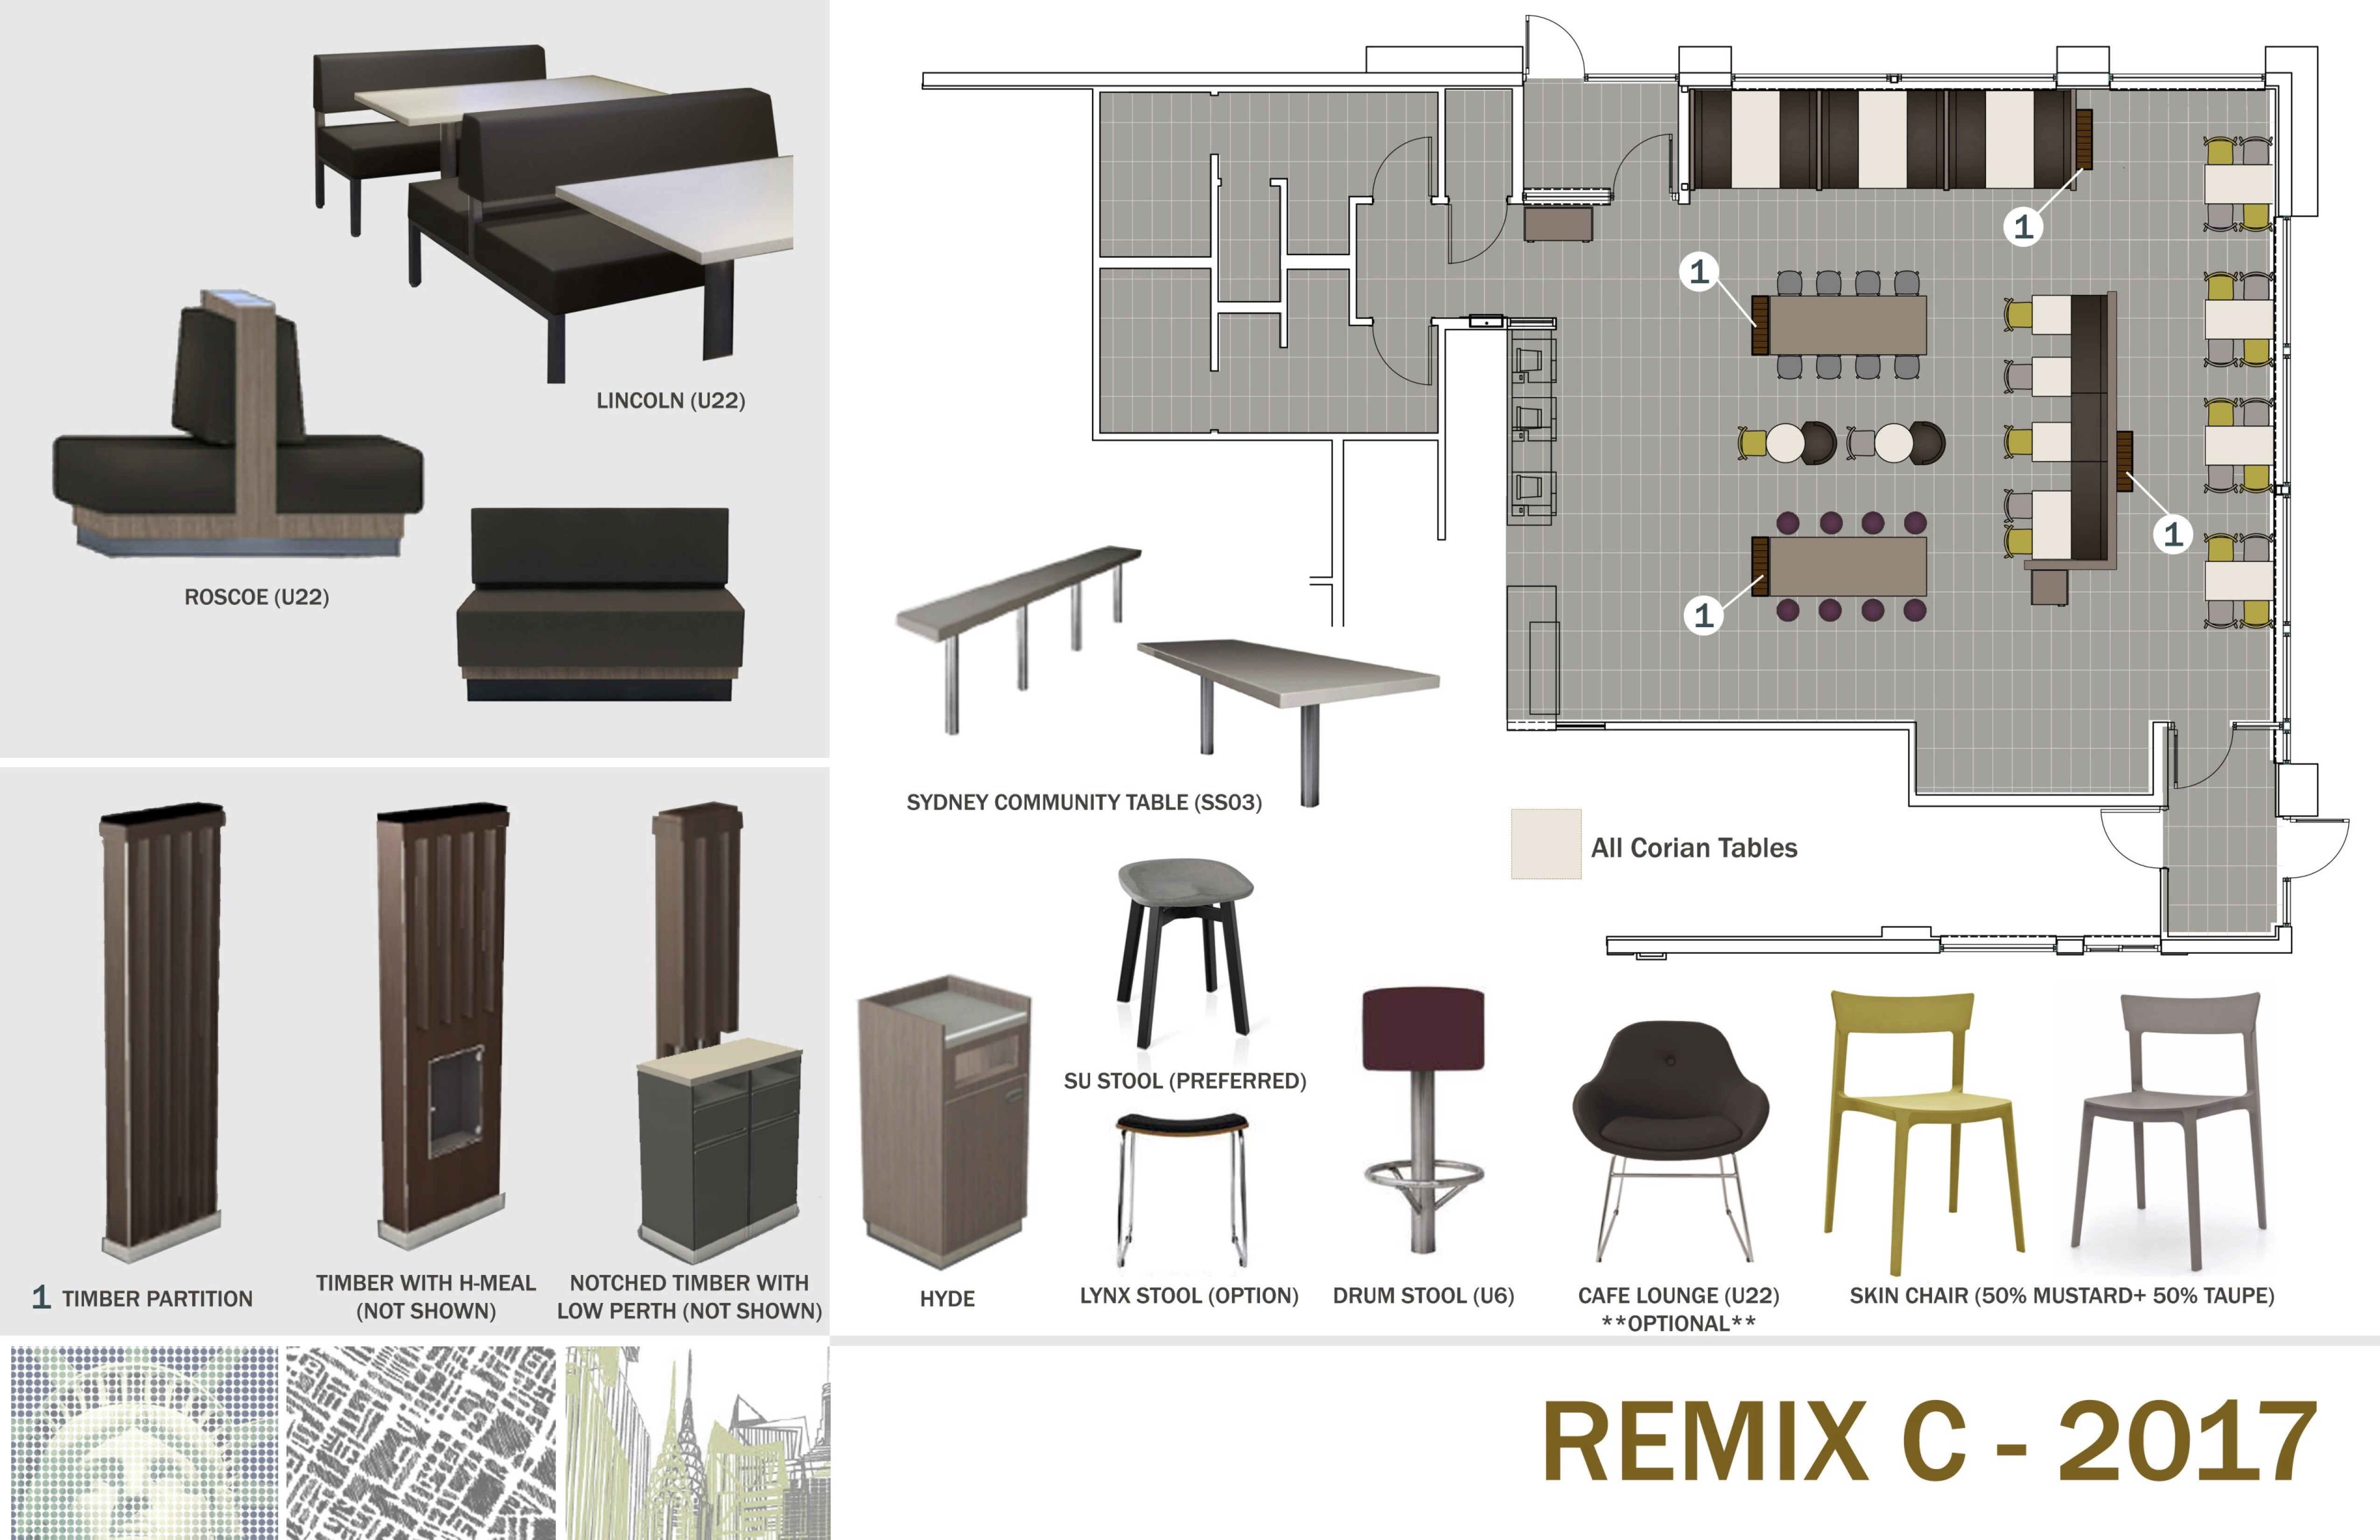 LINCOLN (U22)
ROSCOE (U22)
1
1
1
1
SYDNEY COMMUNITY TABLE (SS03)
All Corian Tables
1 TIMBER PARTITION
TIMBER WITH H-MEAL
(NOT SHOWN)
NOTCHED TIMBER WITH
LOW PERTH (NOT SHOWN)
HYDE
SU STOOL (PREFERRED)
LYNX STOOL (OPTION)
DRUM STOOL (U6)
CAFE LOUNGE (U22)
**OPTIONAL**
SKIN CHAIR (50% MUSTARD+ 50% TAUPE)
REMIX C - 2017